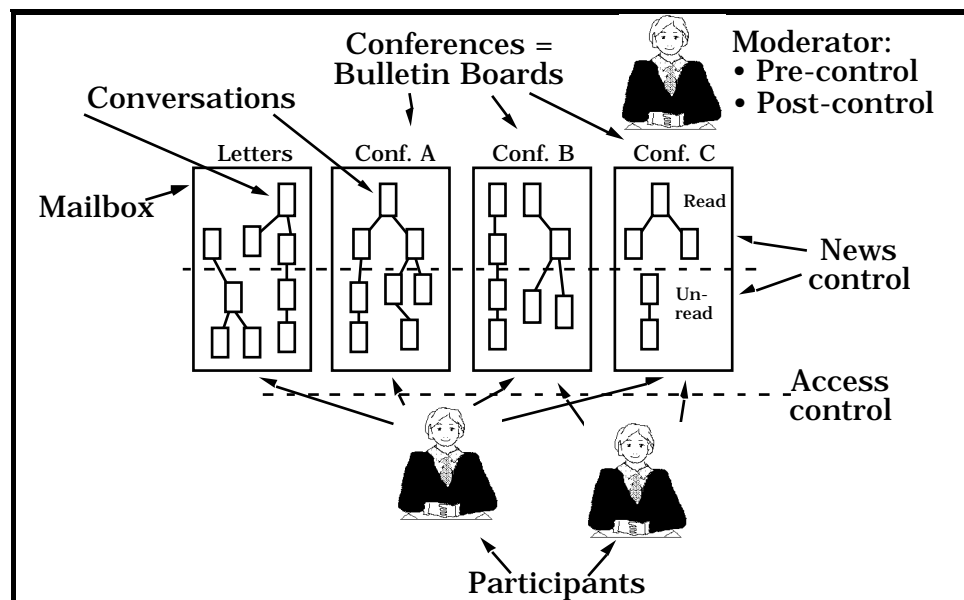 Conferences =
Bulletin Boards
Moderator:
• Pre-control
• Post-control
Conversations
Letters
Conf. A
Conf. B
Conf. C
Mailbox
Read
News
control
Un-
read
Access
control
Participants